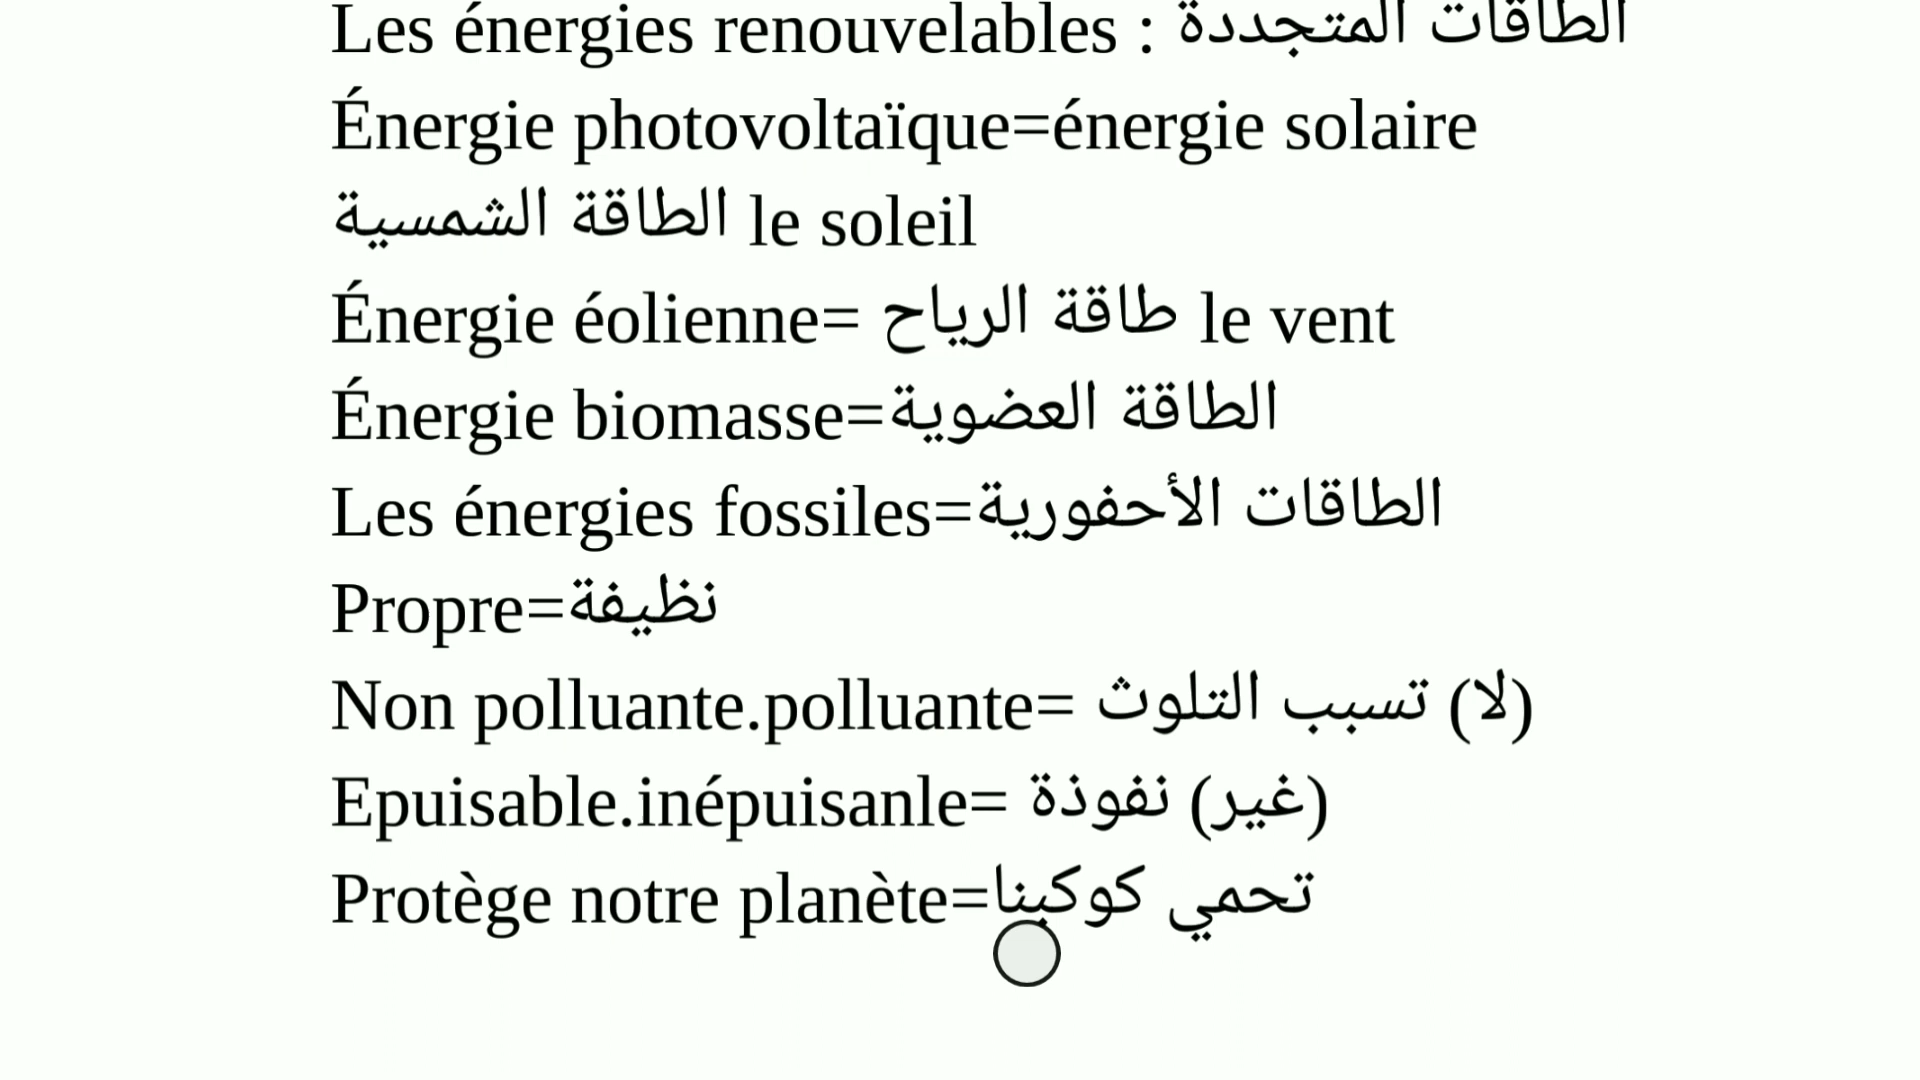 Les énergies renouvelables : الطاقات المتجددة
Énergie photovoltaïque=énergie solaire
الطاقة الشمسية le soleil
Énergie éolienne= طاقة الرياح le vent
Énergie biomasse=الطاقة العضوية
Les énergies fossiles=الطاقات الأحفورية
Propre=نظيفة
Non polluante.polluante= (لا) تسبب التلوث
Epuisable.inépuisanle= (غير) نفوذة
Protège notre planète=تحمي كوكبنا